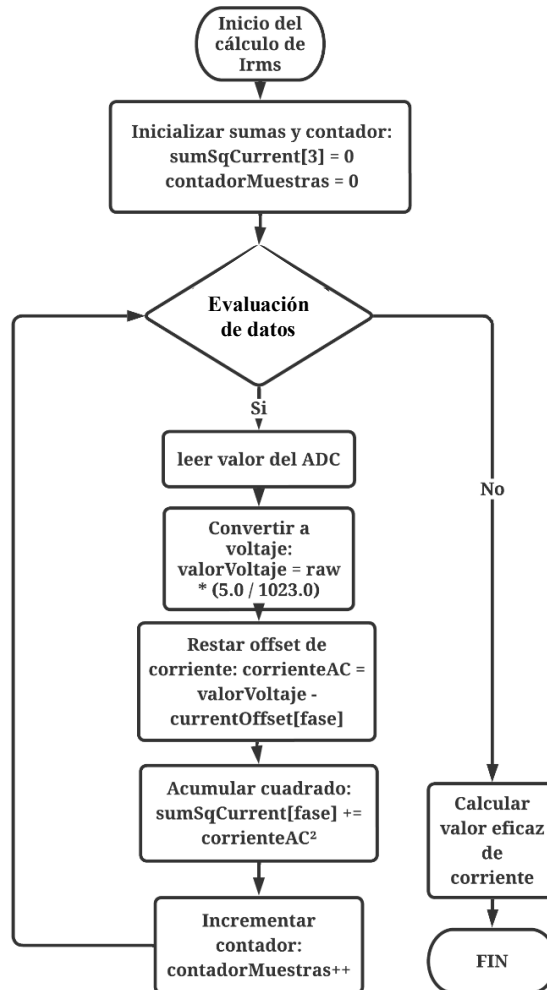 Inicio del
cálculo de
Irms
Inicializar sumas y contador:
sumSqCurrent[3] = 0
contadorMuestras = 0
Evaluación
de datos
Si
leer valor del ADC
Convertir a
voltaje:
valorVoltaje = raw
* (5.0 / 1023.0)
Restar offset de
corriente: corrienteAC =
valorVoltaje -
currentOffset[fase]
Acumular cuadrado:
sumSqCurrent[fase] +=
corrienteAC²
Incrementar
contador:
contadorMuestras++
No
Calcular
valor eficaz
de
corriente
FIN